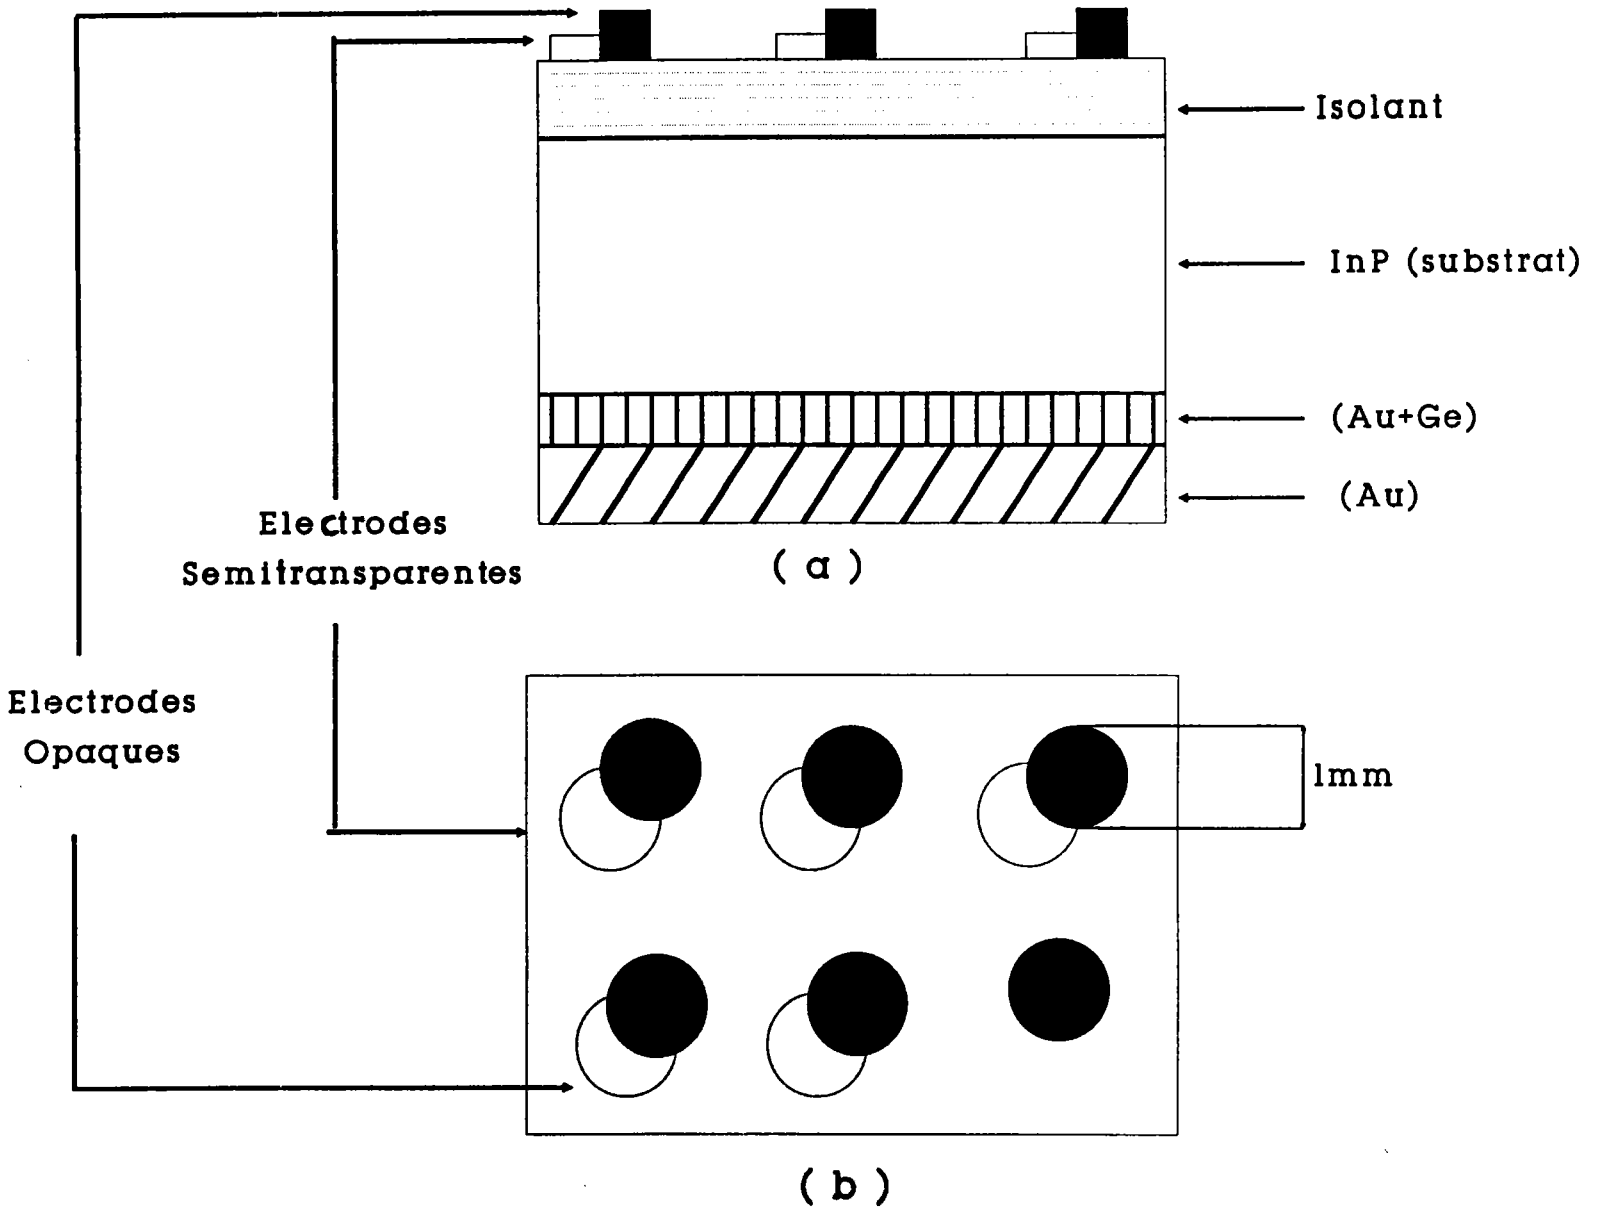 Isolant
InP (substrat)
(Au+Ge)
(Au)
(a)
Electrodes
Semitransparentes
Electrodes
Opaques
1mm
(b)